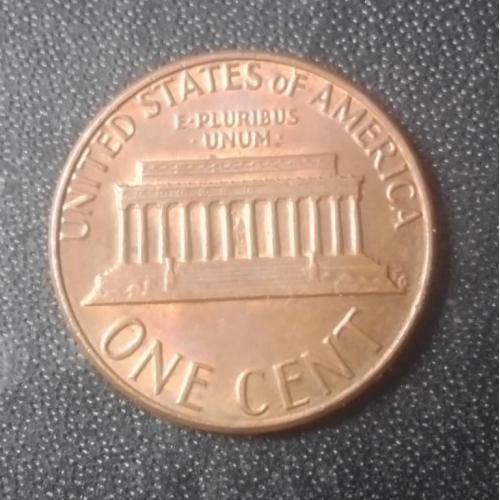 UNITED STATES OF AMERICA
E·PLURIBUS
·UNUM·
ONE CENT